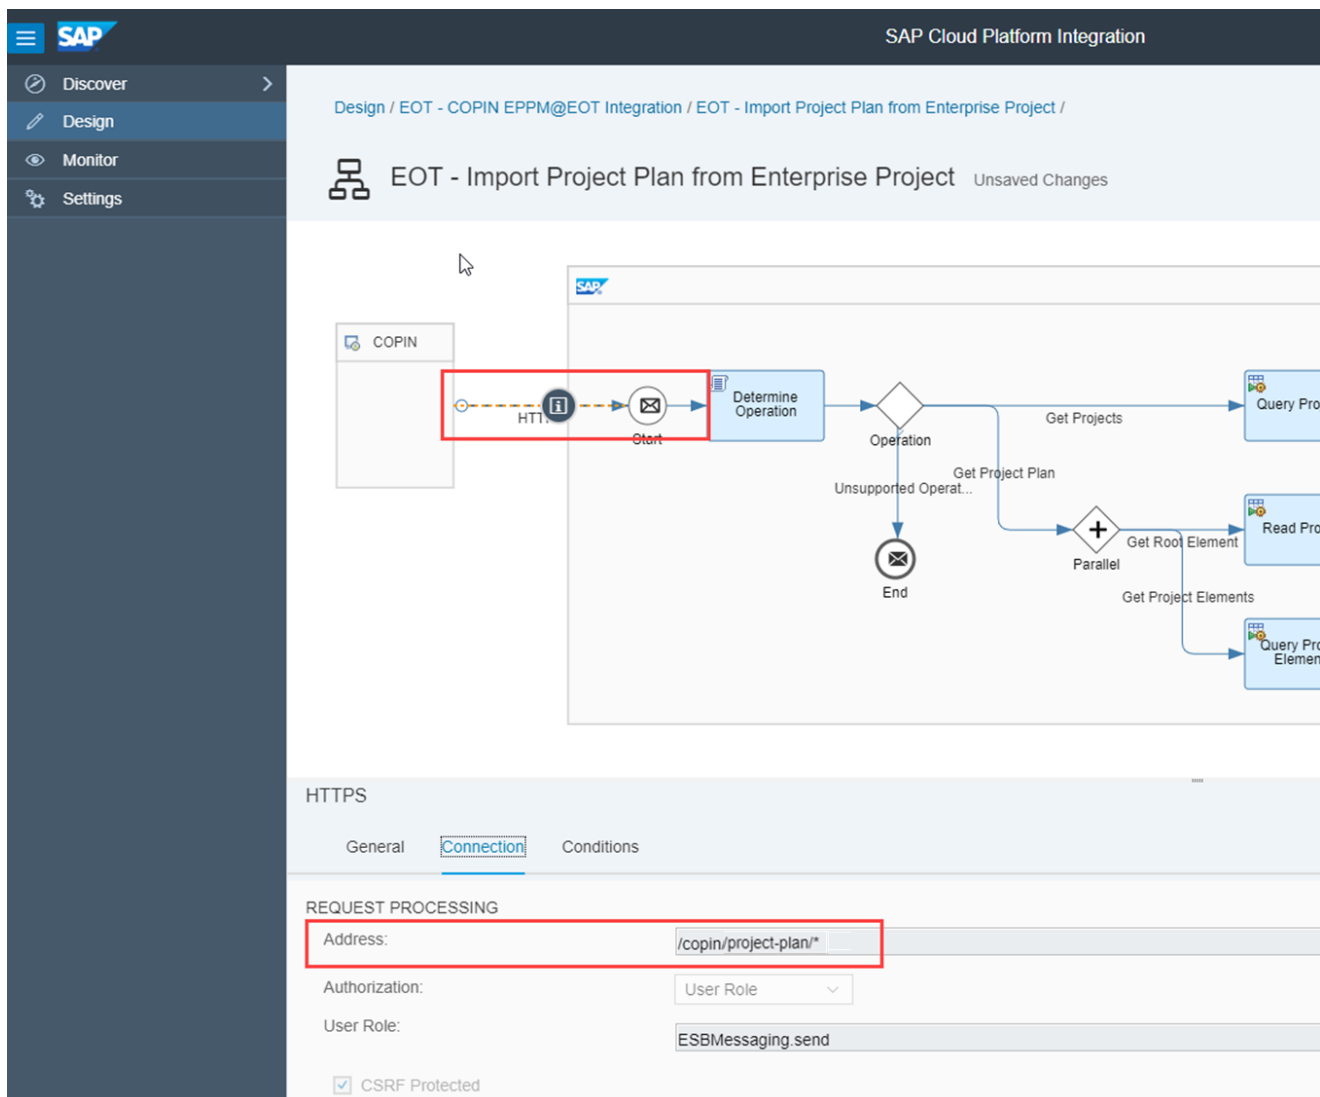 SAP
SAP Cloud Platform Integration
Discover
Design
Monitor
Settings
Design / EOT - COPIN EPPM@EOT Integration / EOT - Import Project Plan from Enterprise Project /
EOT - Import Project Plan from Enterprise Project Unsaved Changes
SAP
COPIN
HTT
Start
Determine
Operation
Operation
Get Projects
Query Pro
Get Project Plan
Unsupported Operat...
Parallel
Get Root Element
Read Pro
End
Get Project Elements
Query Pro
Elemen
HTTPS
General Connection Conditions
REQUEST PROCESSING
Address: /copin/project-plan/*
Authorization: User Role
User Role: ESBMessaging.send
CSRF Protected